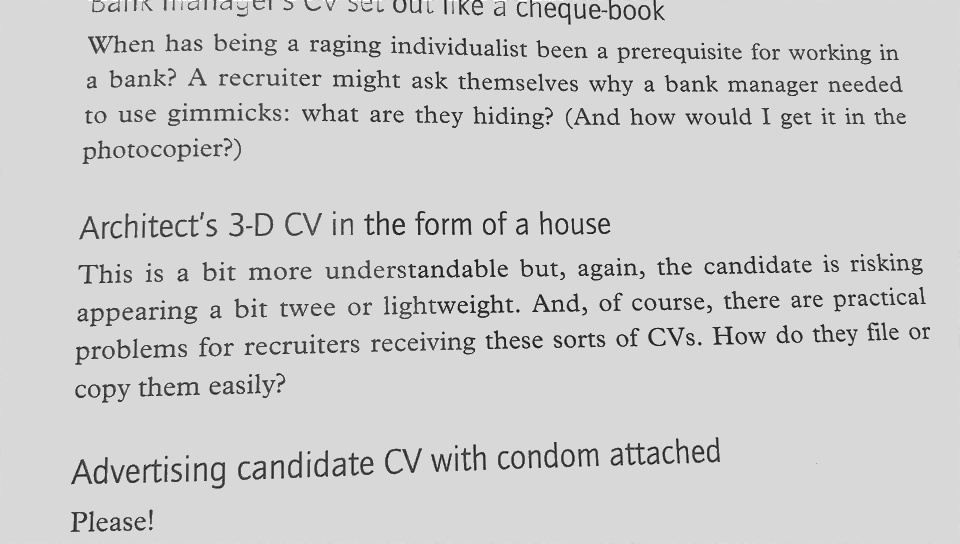 Bank manager's CV set out like a cheque-book
When has being a raging individualist been a prerequisite for working in
a bank? A recruiter might ask themselves why a bank manager needed
to use gimmicks: what are they hiding? (And how would I get it in the
photocopier?)
Architect's 3-D CV in the form of a house
This is a bit more understandable but, again, the candidate is risking
appearing a bit twee or lightweight. And, of course, there are practical
problems for recruiters receiving these sorts of CVs. How do they file or
copy them easily?
Advertising candidate CV with condom attached
Please!